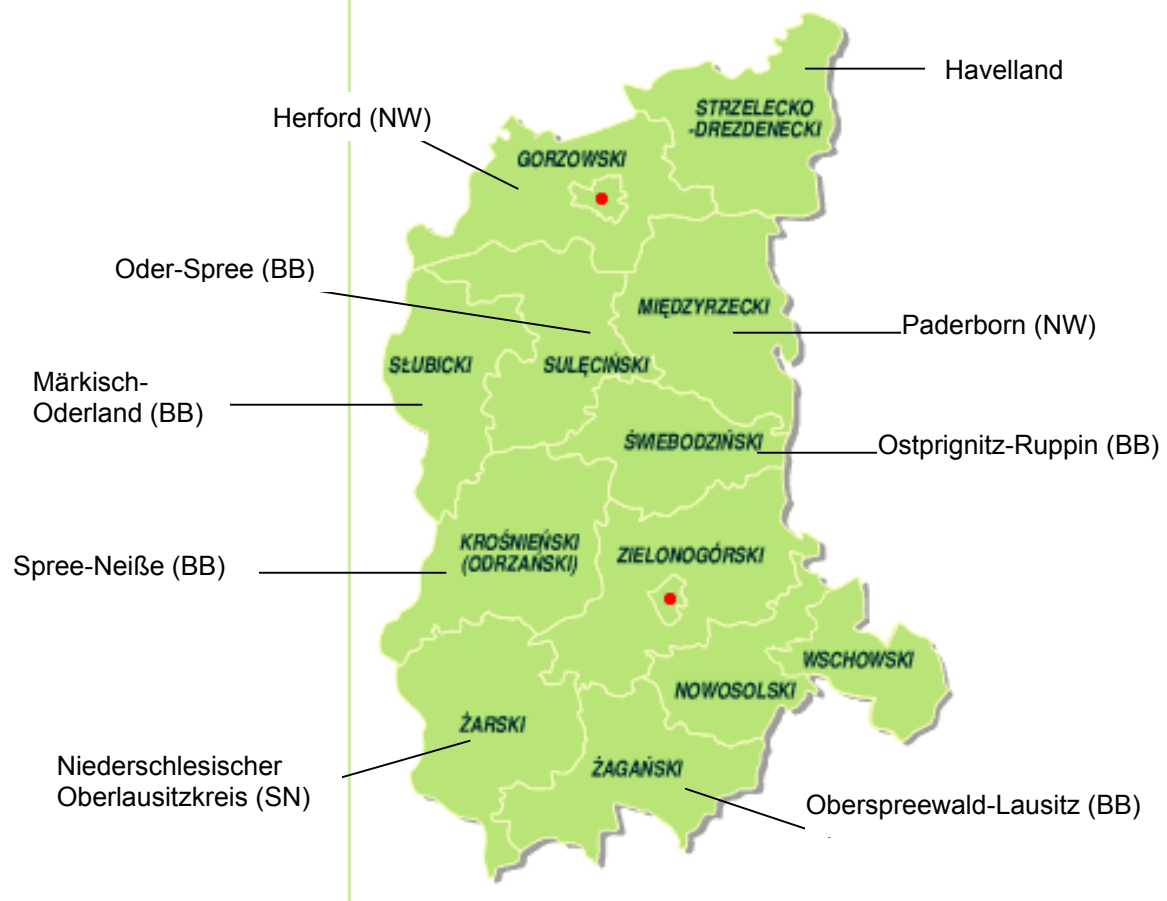 Havelland
STRZELECKO
-DREZDENECKI
Herford (NW)
GORZOWSKI
Oder-Spree (BB)
MIĘDZYRZECKI
Paderborn (NW)
SŁUBICKI
SULĘCIŃSKI
Märkisch-
Oderland (BB)
ŚWIEBODZIŃSKI
Ostprignitz-Ruppin (BB)
KROŚNIEŃSKI
(ODRZAŃSKI)
ZIELONOGÓRSKI
Spree-Neiße (BB)
WSCHOWSKI
NOWOSOLSKI
ŻARSKI
Niederschlesischer
Oberlausitzkreis (SN)
ŻAGAŃSKI
Oberspreewald-Lausitz (BB)